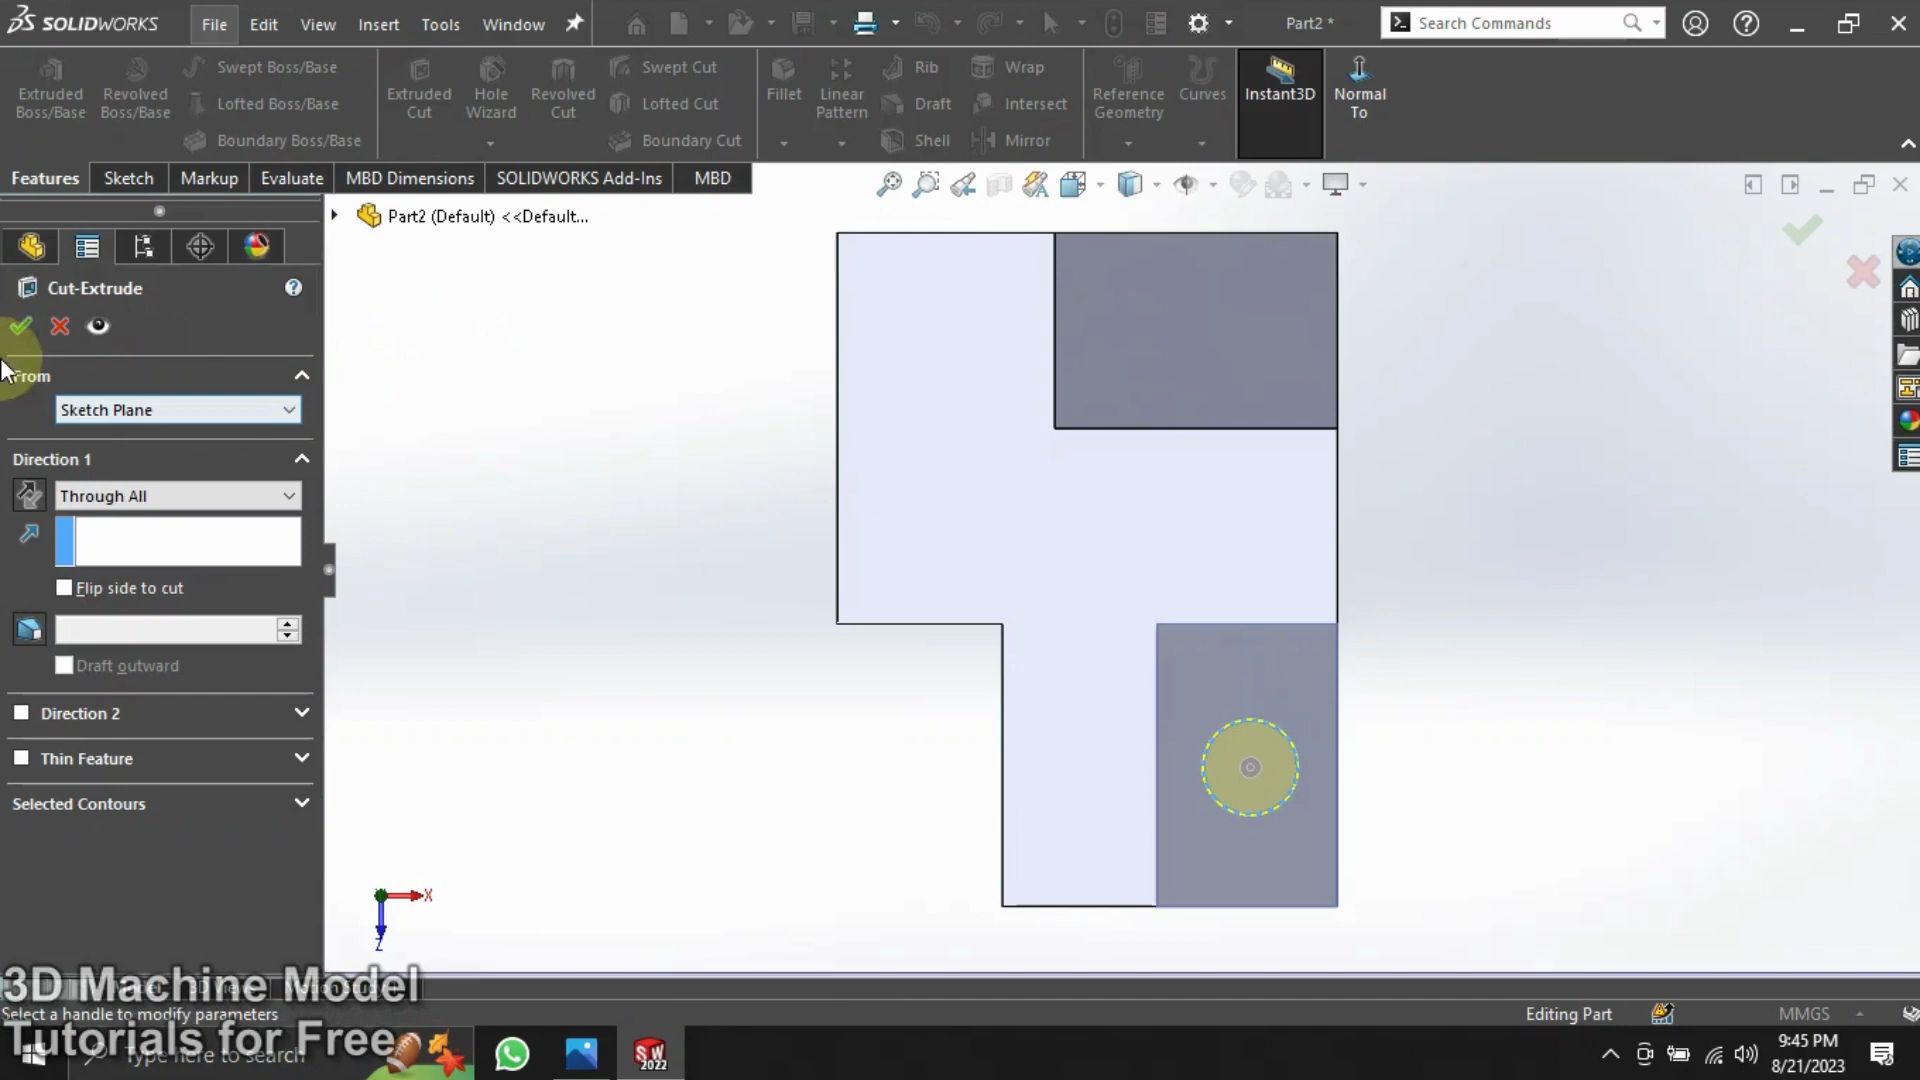 SOLIDWORKS File Edit View Insert Tools Window Part2 * Search Commands
Extruded Boss/Base
Revolved Boss/Base
Swept Boss/Base
Lofted Boss/Base
Boundary Boss/Base
Extruded Cut
Hole Wizard
Revolved Cut
Swept Cut
Lofted Cut
Boundary Cut
Fillet
Linear Pattern
Rib
Draft
Shell
Wrap
Intersect
Mirror
Reference Geometry
Curves
Instant3D
Normal To
Features Sketch Markup Evaluate MBD Dimensions SOLIDWORKS Add-Ins MBD
Part2 (Default) <<Default...
Cut-Extrude
From
Sketch Plane
Direction 1
Through All
Flip side to cut
Draft outward
Direction 2
Thin Feature
Selected Contours
X
Z
3D Machine Model
Select a handle to modify parameters
Editing Part MMGS
Tutorials for Free
Type here to search
SW 2022
9:45 PM
8/21/2023